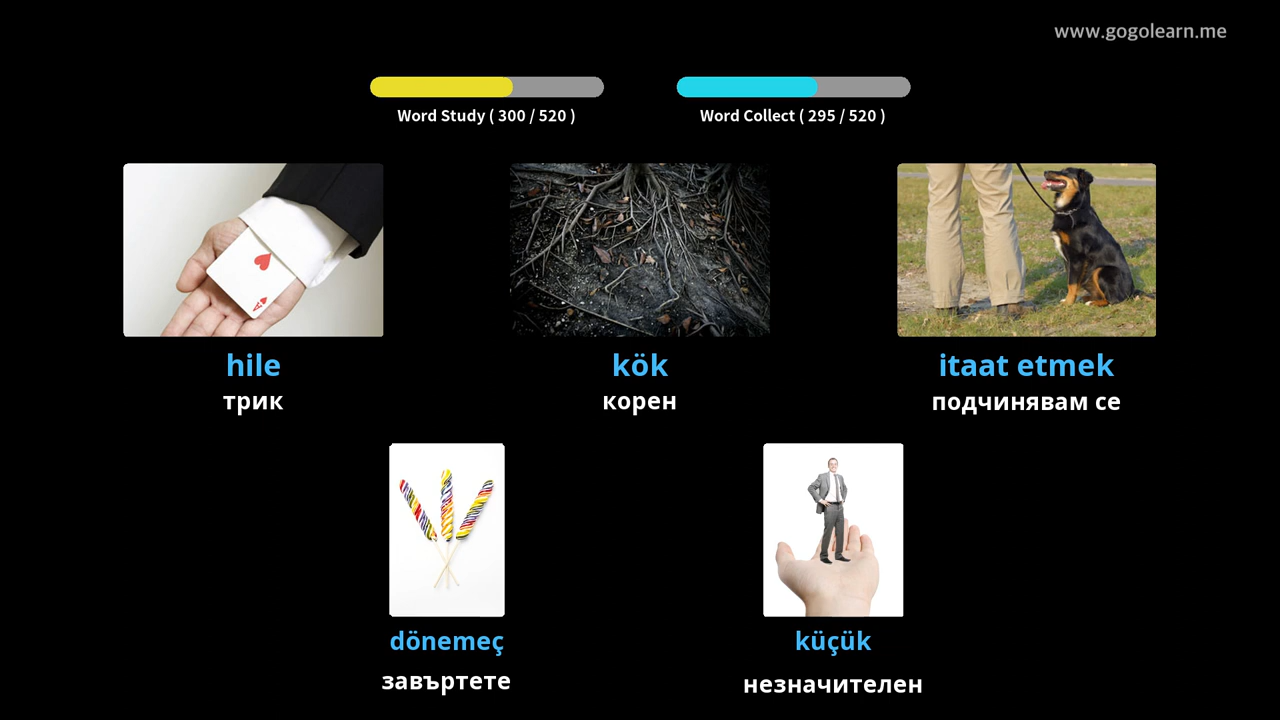 www.gogolearn.me
Word Study ( 300 / 520 )
Word Collect ( 295 / 520 )
hile
трик
kök
корен
itaat etmek
подчинявам се
dönemeç
завъртете
küçük
незначителен